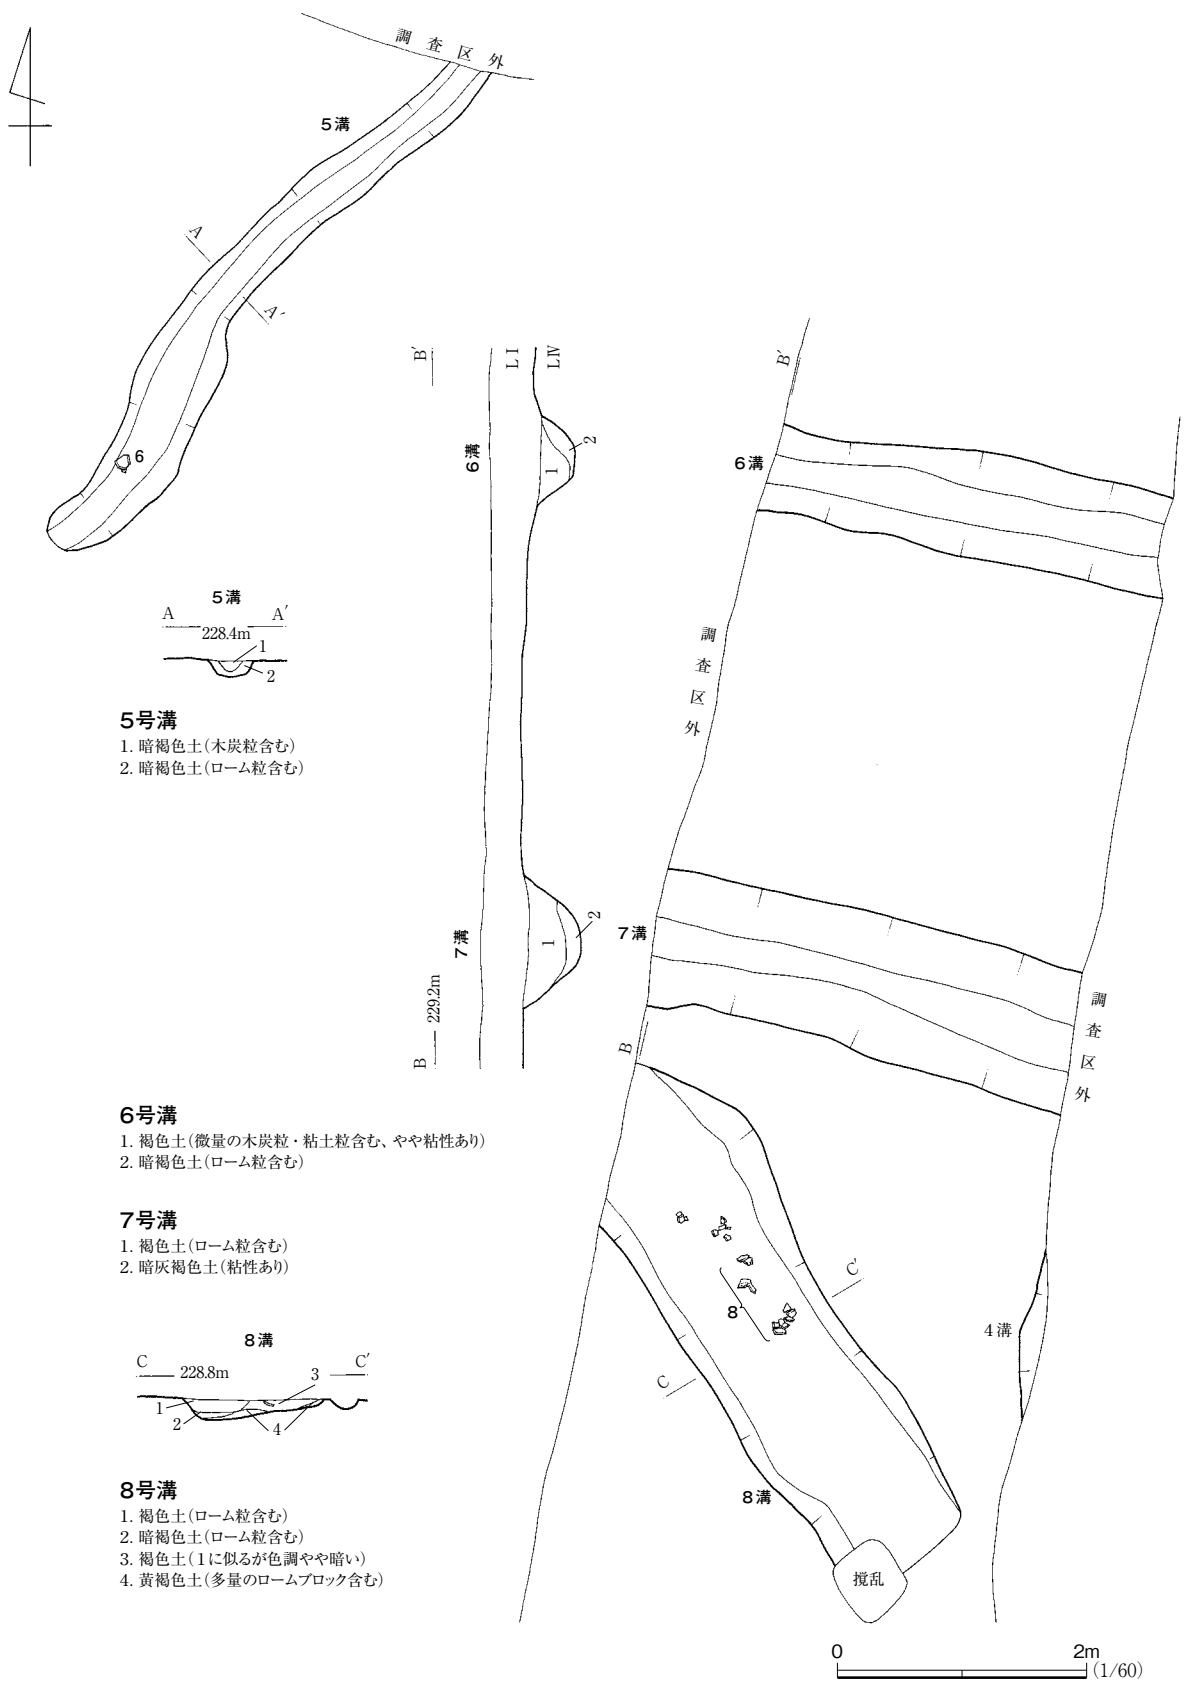 調査区外
5溝
A
A′
6
5溝
A A′
228.4m
1
2
5号溝
1. 暗褐色土(木炭粒含む)
2. 暗褐色土(ローム粒含む)
B′
LⅠ
LⅣ
6溝
1
2
7溝
1
2
B
229.2m
B′
6溝
調査区外
7溝
調査区外
B
8
C′
C
4溝
8溝
撹乱
6号溝
1. 褐色土(微量の木炭粒・粘土粒含む、やや粘性あり)
2. 暗褐色土(ローム粒含む)
7号溝
1. 褐色土(ローム粒含む)
2. 暗灰褐色土(粘性あり)
8溝
C 228.8m 3 C′
1
2
4
8号溝
1. 褐色土(ローム粒含む)
2. 暗褐色土(ローム粒含む)
3. 褐色土(1に似るが色調やや暗い)
4. 黄褐色土(多量のロームブロック含む)
0 2m
(1/60)